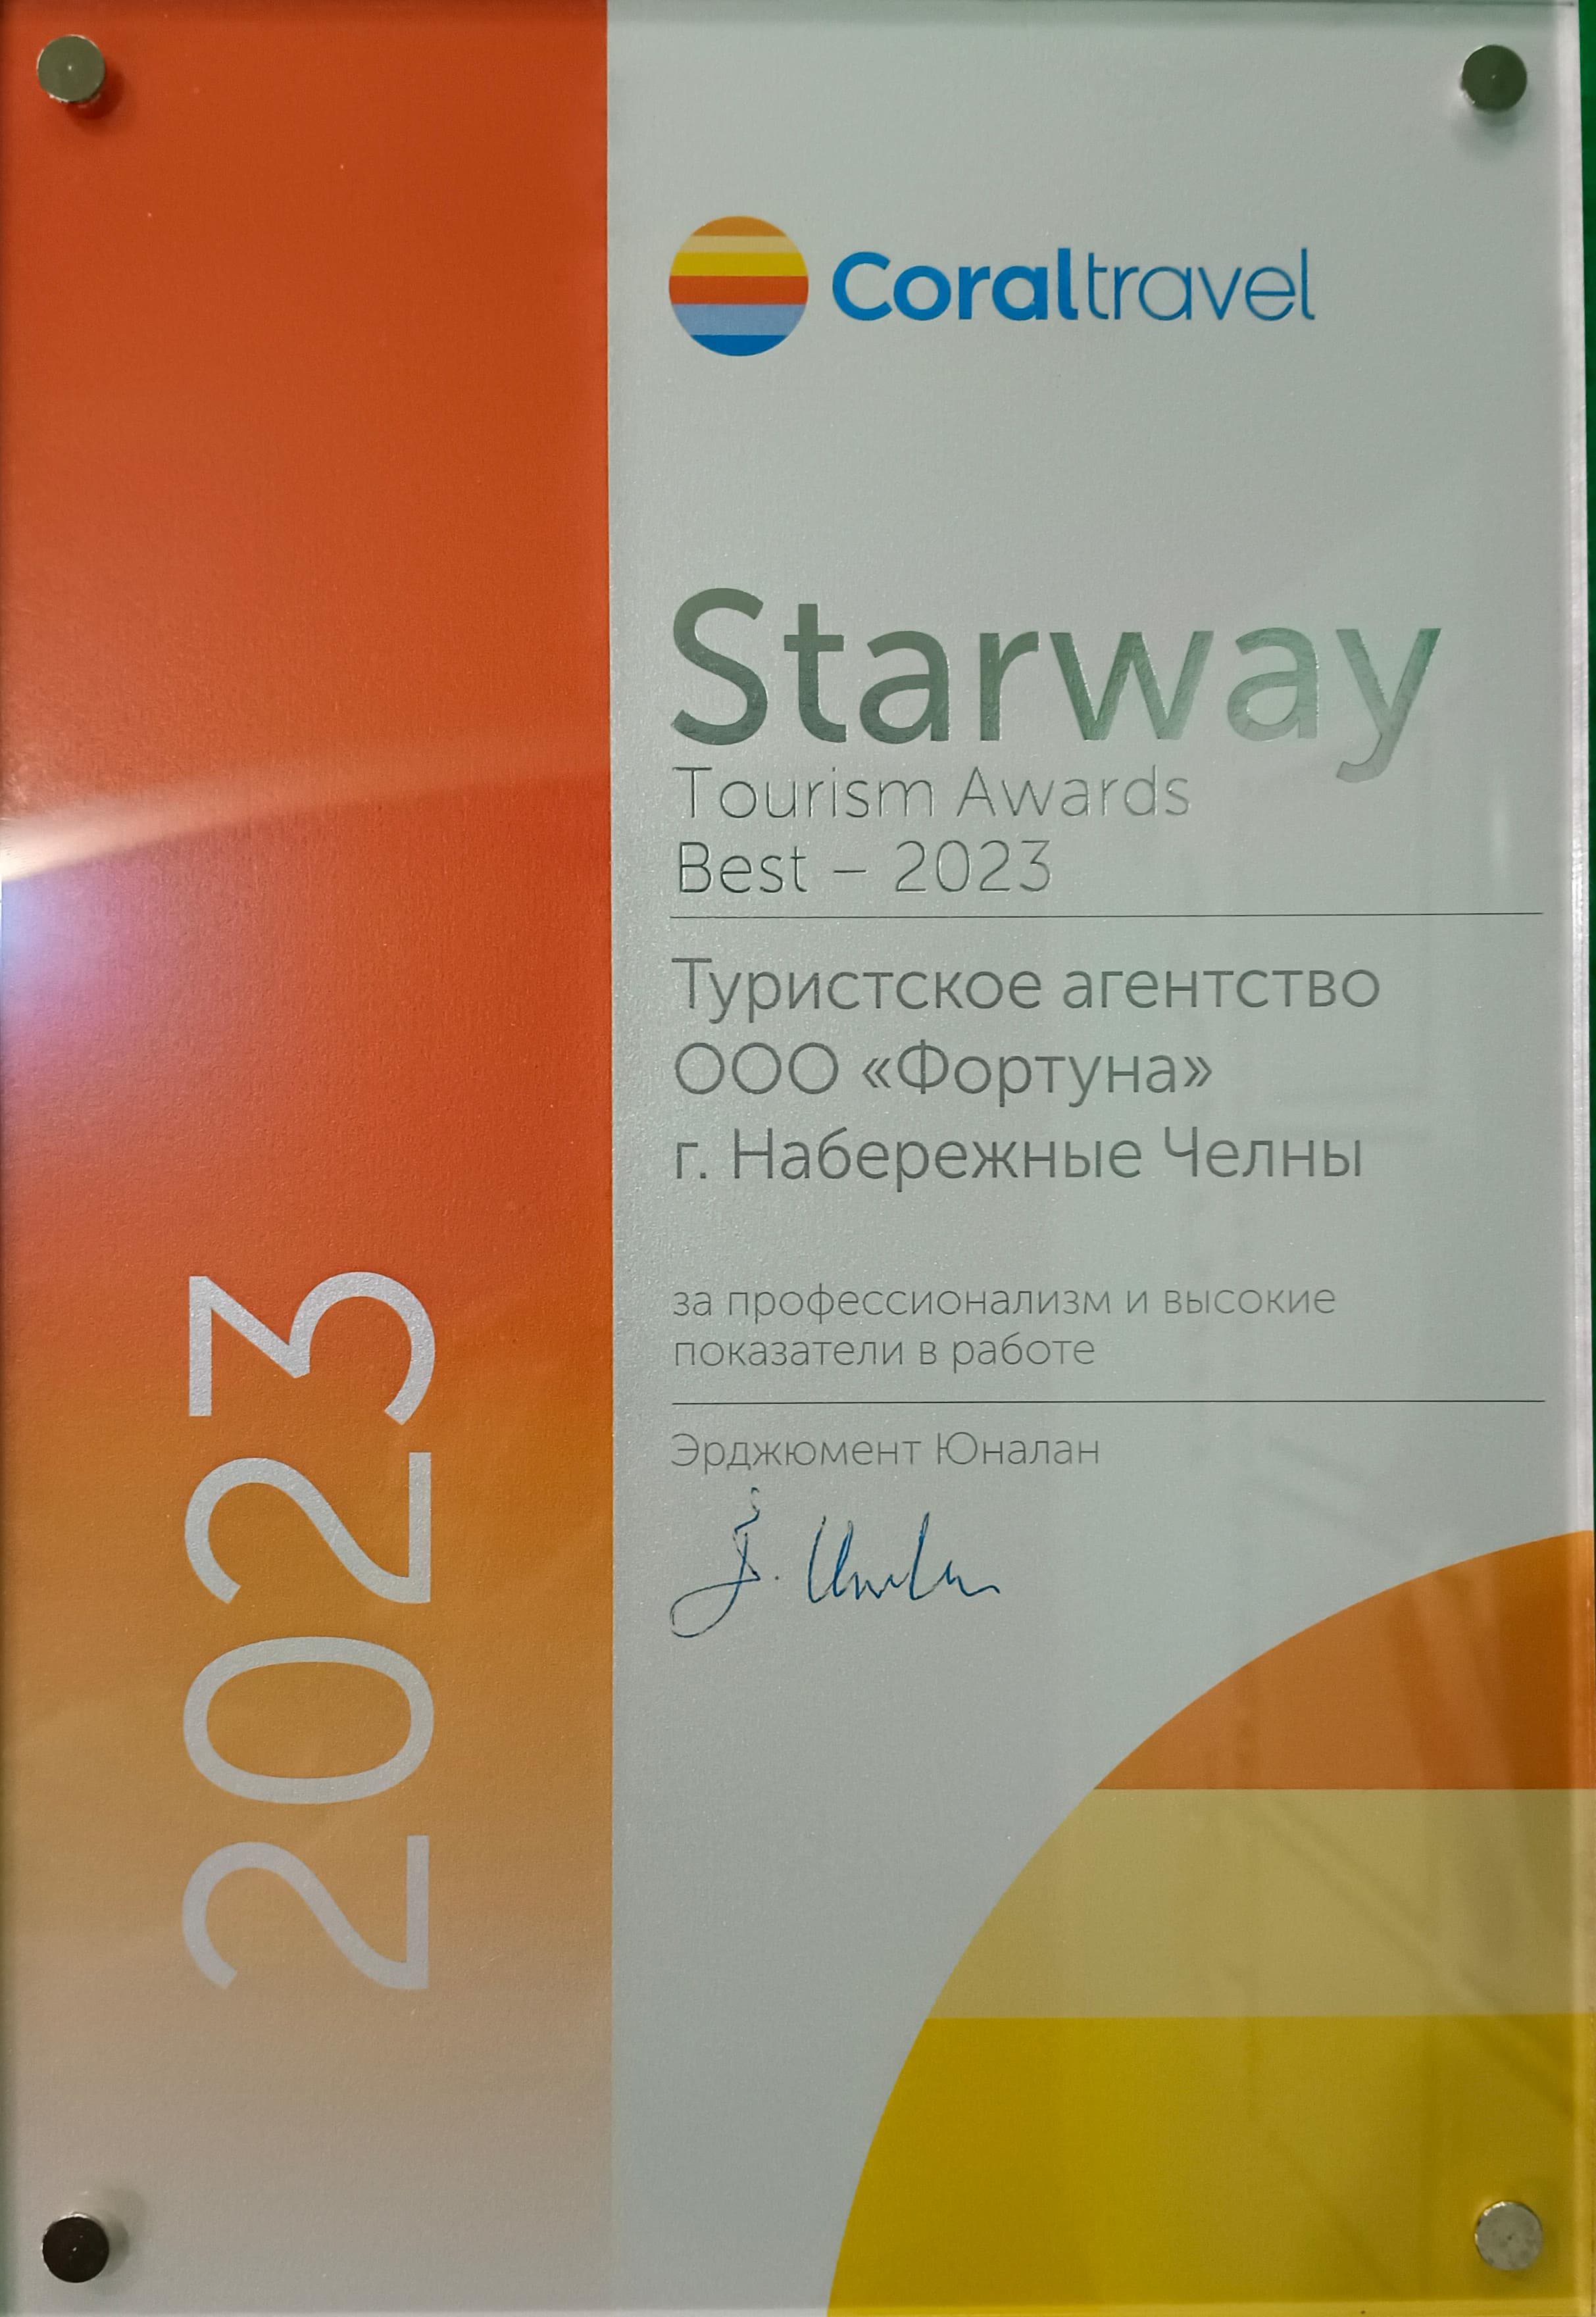 Coraltravel
Starway
Tourism Awards
Best – 2023
Туристское агентство
ООО «Фортуна»
г. Набережные Челны
за профессионализм и высокие
показатели в работе
Эрджюмент Юналан
2023